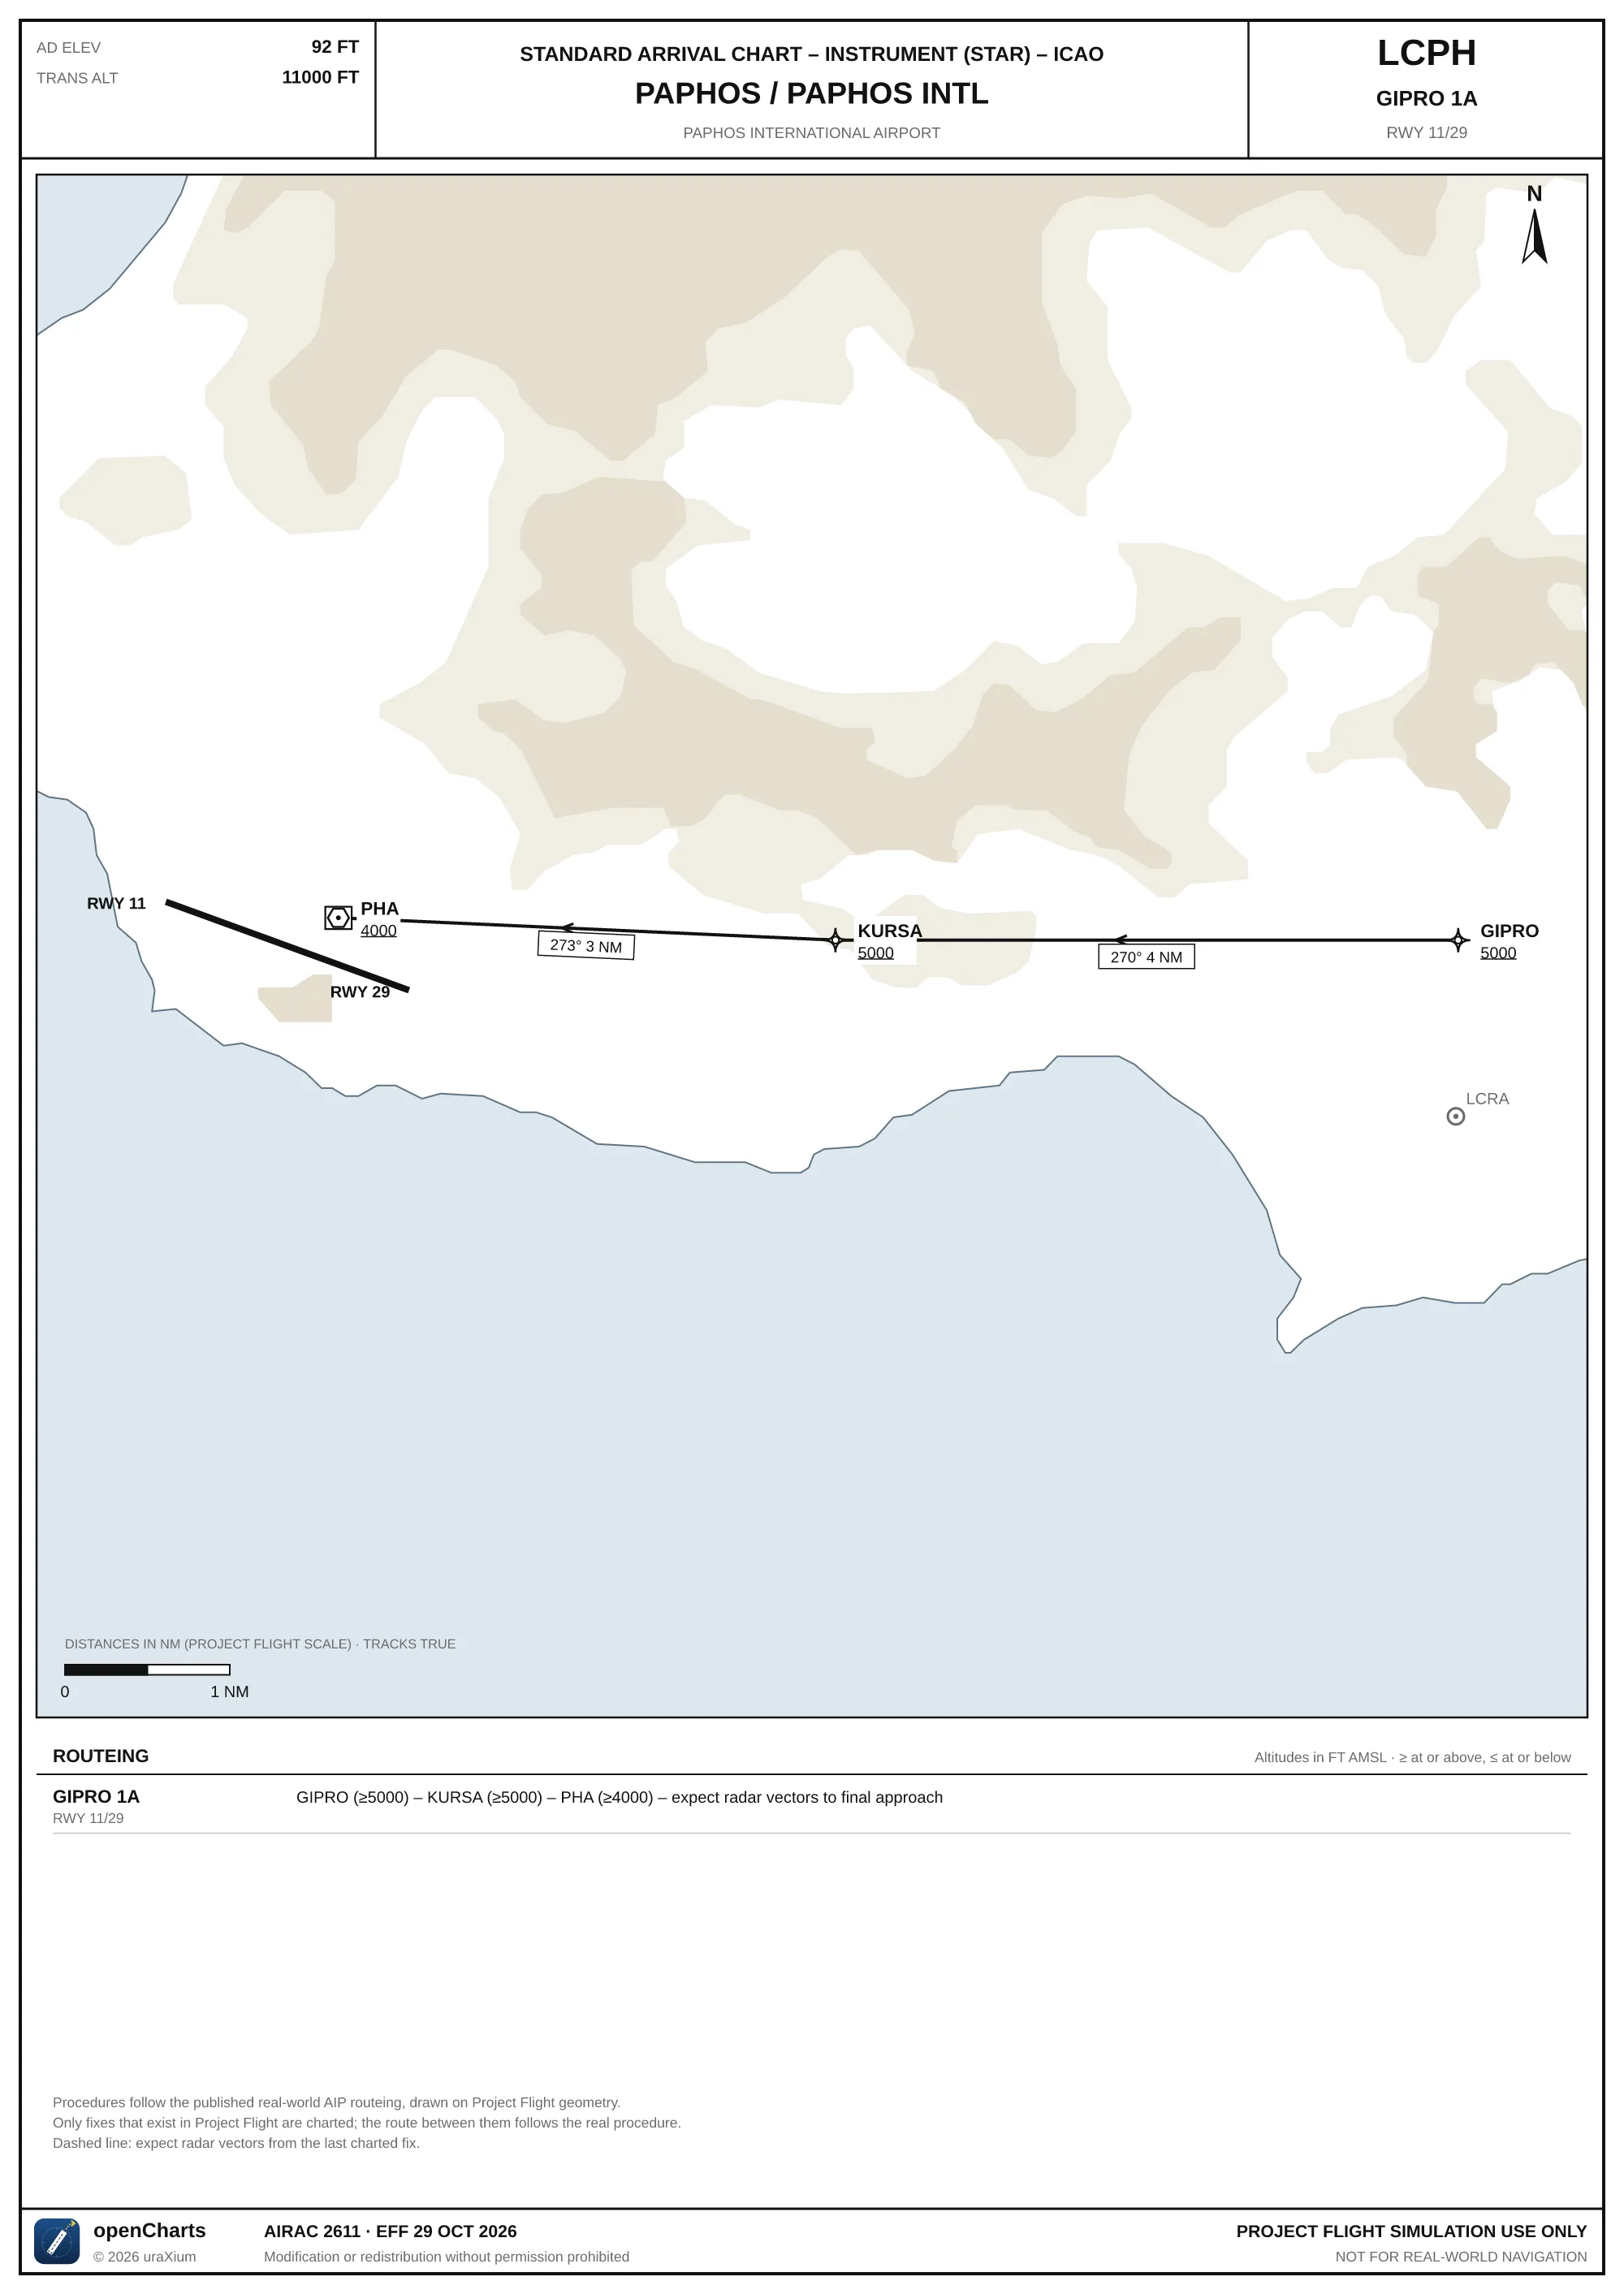 AD ELEV 92 FT
TRANS ALT 11000 FT
STANDARD ARRIVAL CHART – INSTRUMENT (STAR) – ICAO
PAPHOS / PAPHOS INTL
PAPHOS INTERNATIONAL AIRPORT
LCPH
GIPRO 1A
RWY 11/29
N
RWY 11
PHA
4000
273° 3 NM
KURSA
5000
270° 4 NM
GIPRO
5000
RWY 29
LCRA
DISTANCES IN NM (PROJECT FLIGHT SCALE) · TRACKS TRUE
0 1 NM
ROUTEING
Altitudes in FT AMSL · ≥ at or above, ≤ at or below
GIPRO 1A
RWY 11/29
GIPRO (≥5000) – KURSA (≥5000) – PHA (≥4000) – expect radar vectors to final approach
Procedures follow the published real-world AIP routeing, drawn on Project Flight geometry.
Only fixes that exist in Project Flight are charted; the route between them follows the real procedure.
Dashed line: expect radar vectors from the last charted fix.
openCharts
© 2026 uraXium
AIRAC 2611 · EFF 29 OCT 2026
Modification or redistribution without permission prohibited
PROJECT FLIGHT SIMULATION USE ONLY
NOT FOR REAL-WORLD NAVIGATION